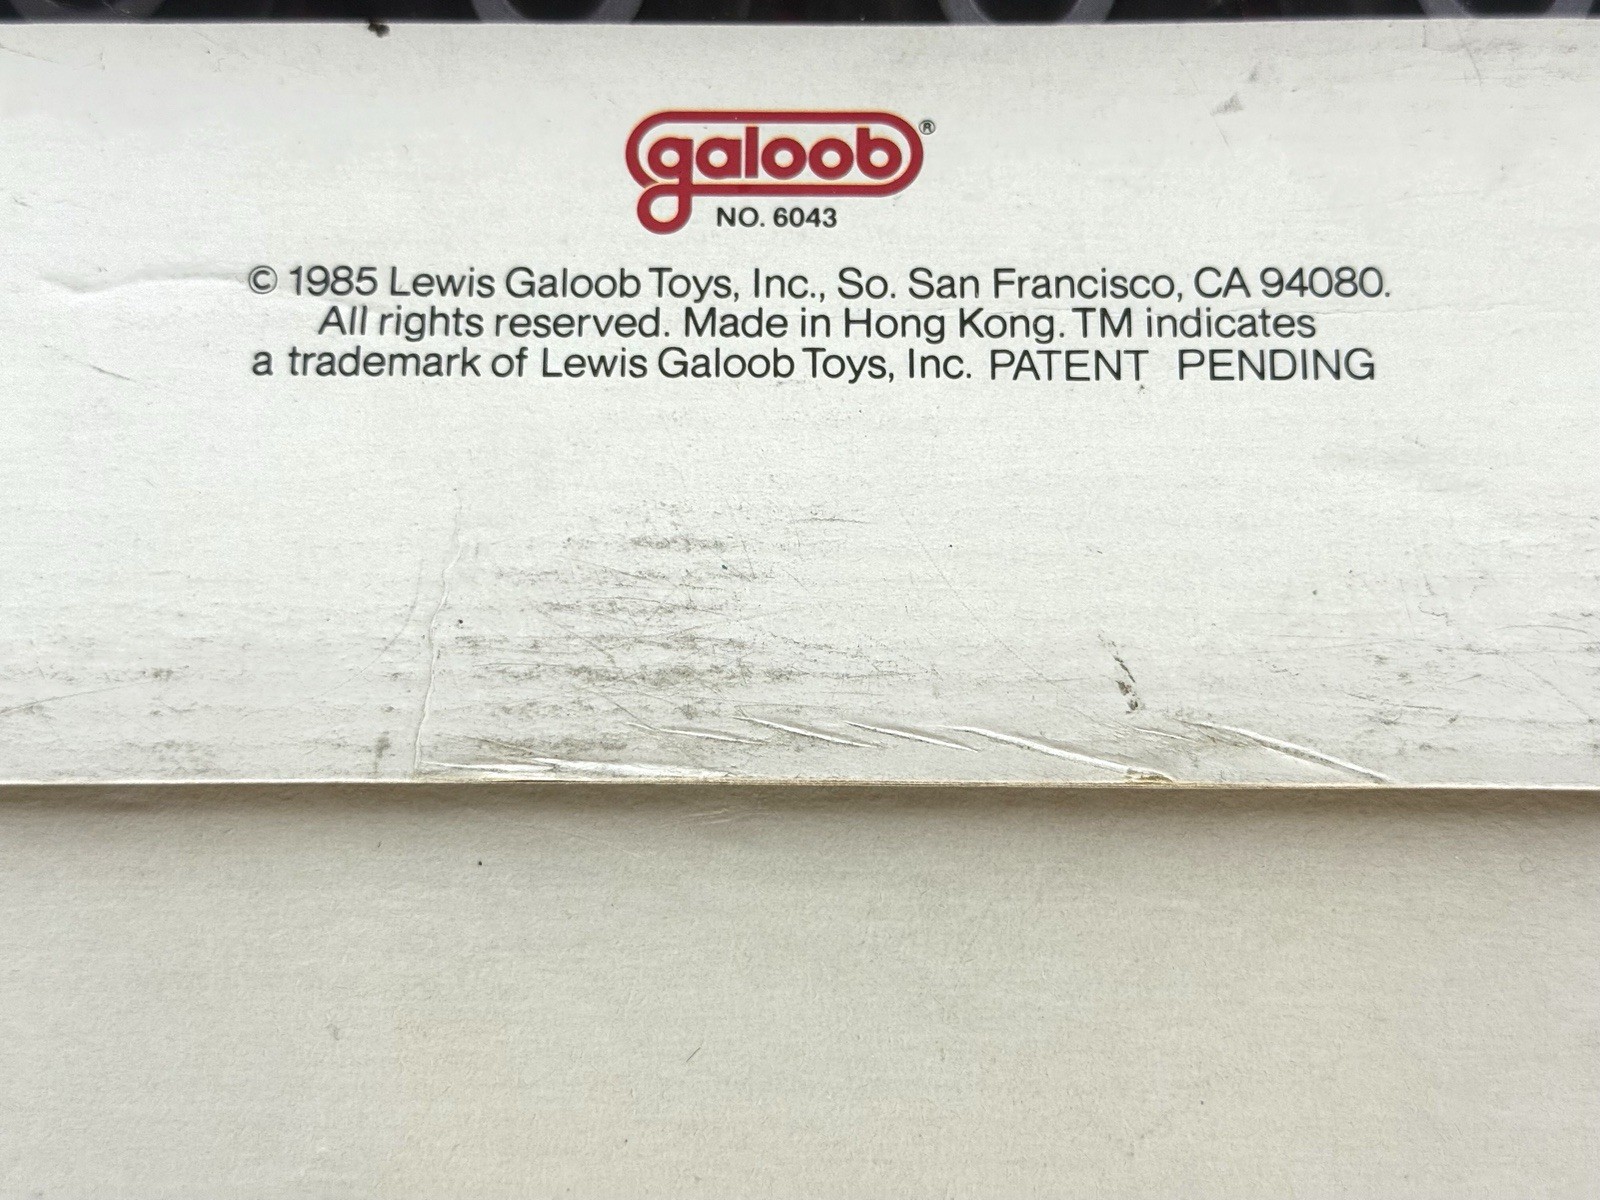 galoob®
NO. 6043
© 1985 Lewis Galoob Toys, Inc., So. San Francisco, CA 94080.
All rights reserved. Made in Hong Kong. TM indicates
a trademark of Lewis Galoob Toys, Inc. PATENT PENDING